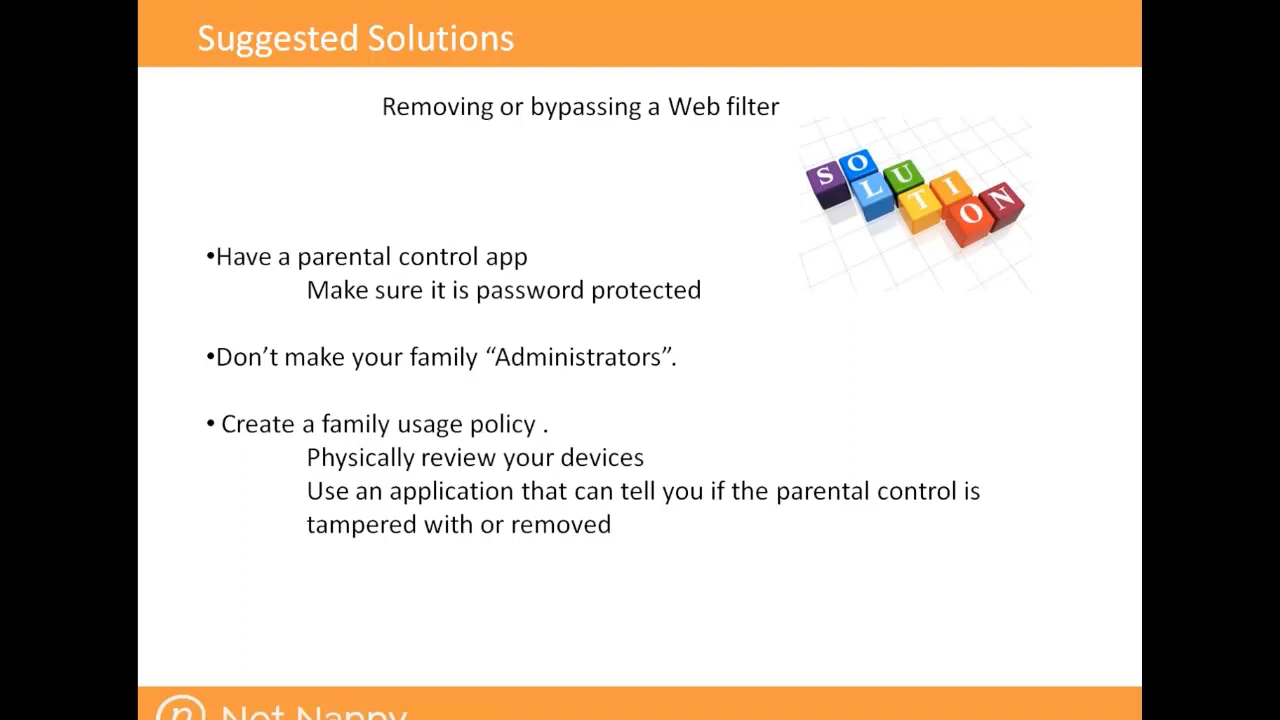 Suggested Solutions
Removing or bypassing a Web filter
SOLUTION
•Have a parental control app
Make sure it is password protected
•Don’t make your family “Administrators”.
• Create a family usage policy .
Physically review your devices
Use an application that can tell you if the parental control is
tampered with or removed
n Net Nanny